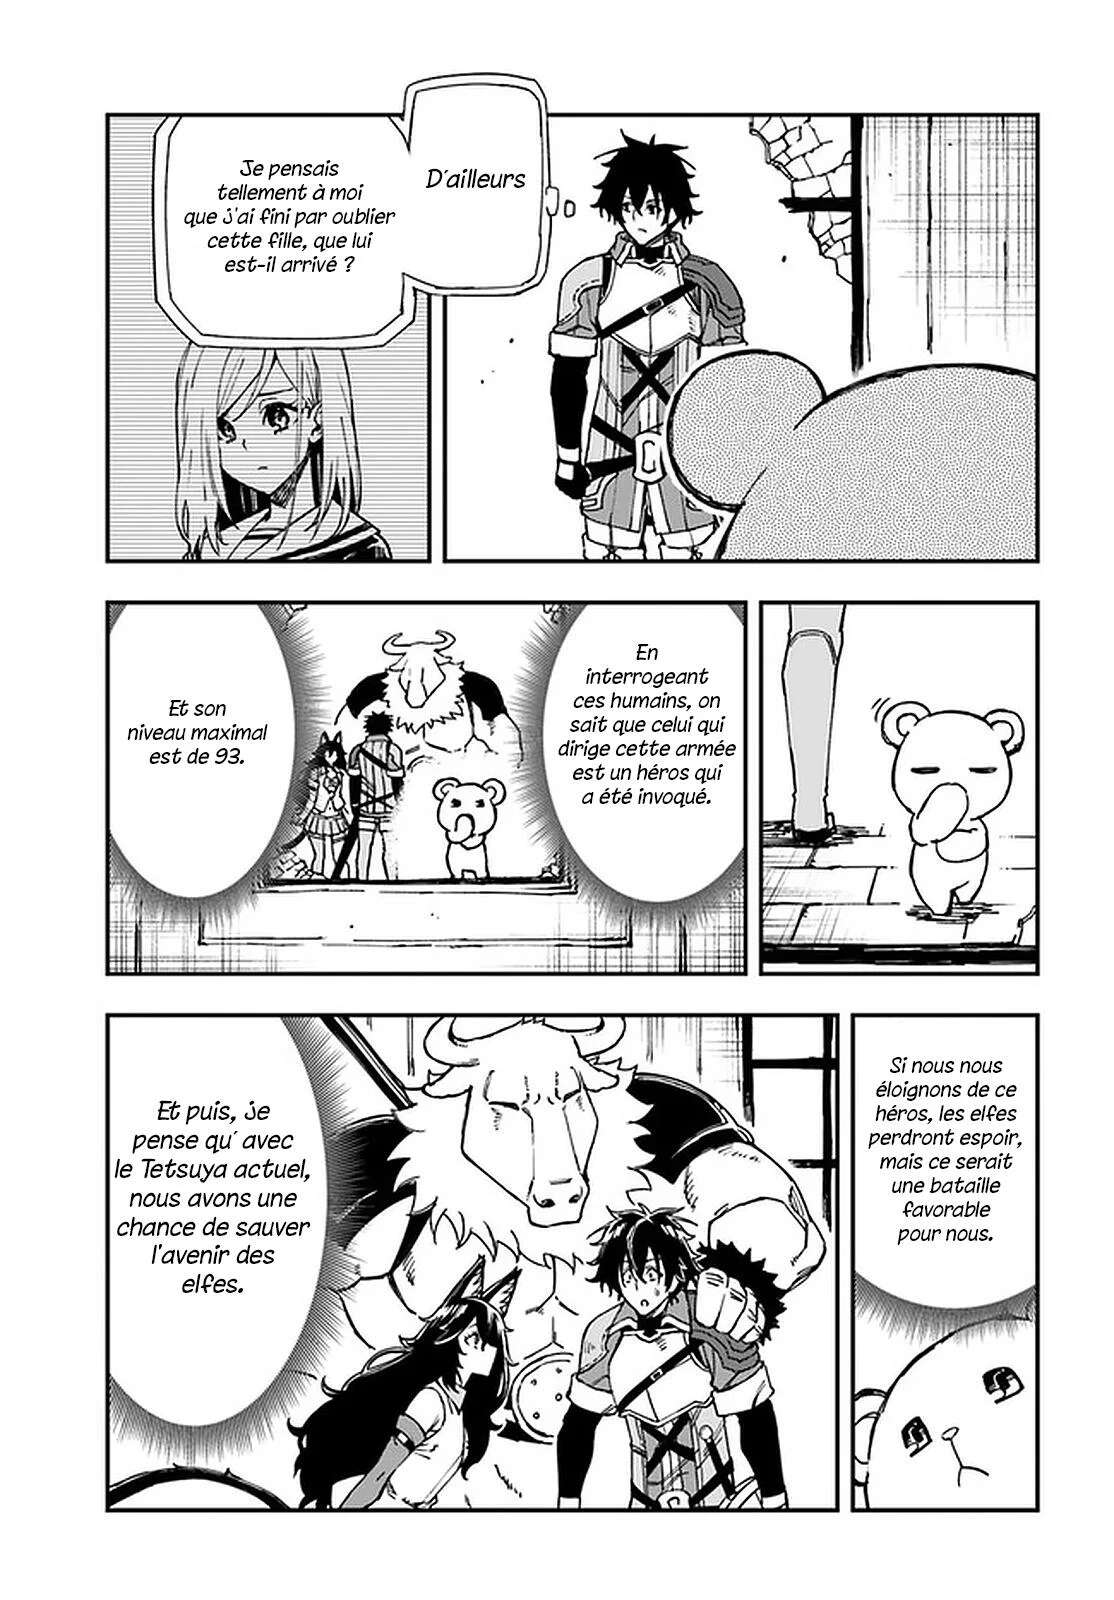 D'ailleurs
Je pensais
tellement à moi
que j'ai fini par oublier
cette fille, que lui
est-il arrivé ?
En
interrogeant
ces humains, on
sait que celui qui
dirige cette armée
est un héros qui
a été invoqué.
Et son
niveau maximal
est de 93.
Si nous nous
éloignons de ce
héros, les elfes
perdront espoir,
mais ce serait
une bataille
favorable
pour nous.
Et puis, je
pense qu' avec
le Tetsuya actuel,
nous avons une
chance de sauver
l'avenir des
elfes.